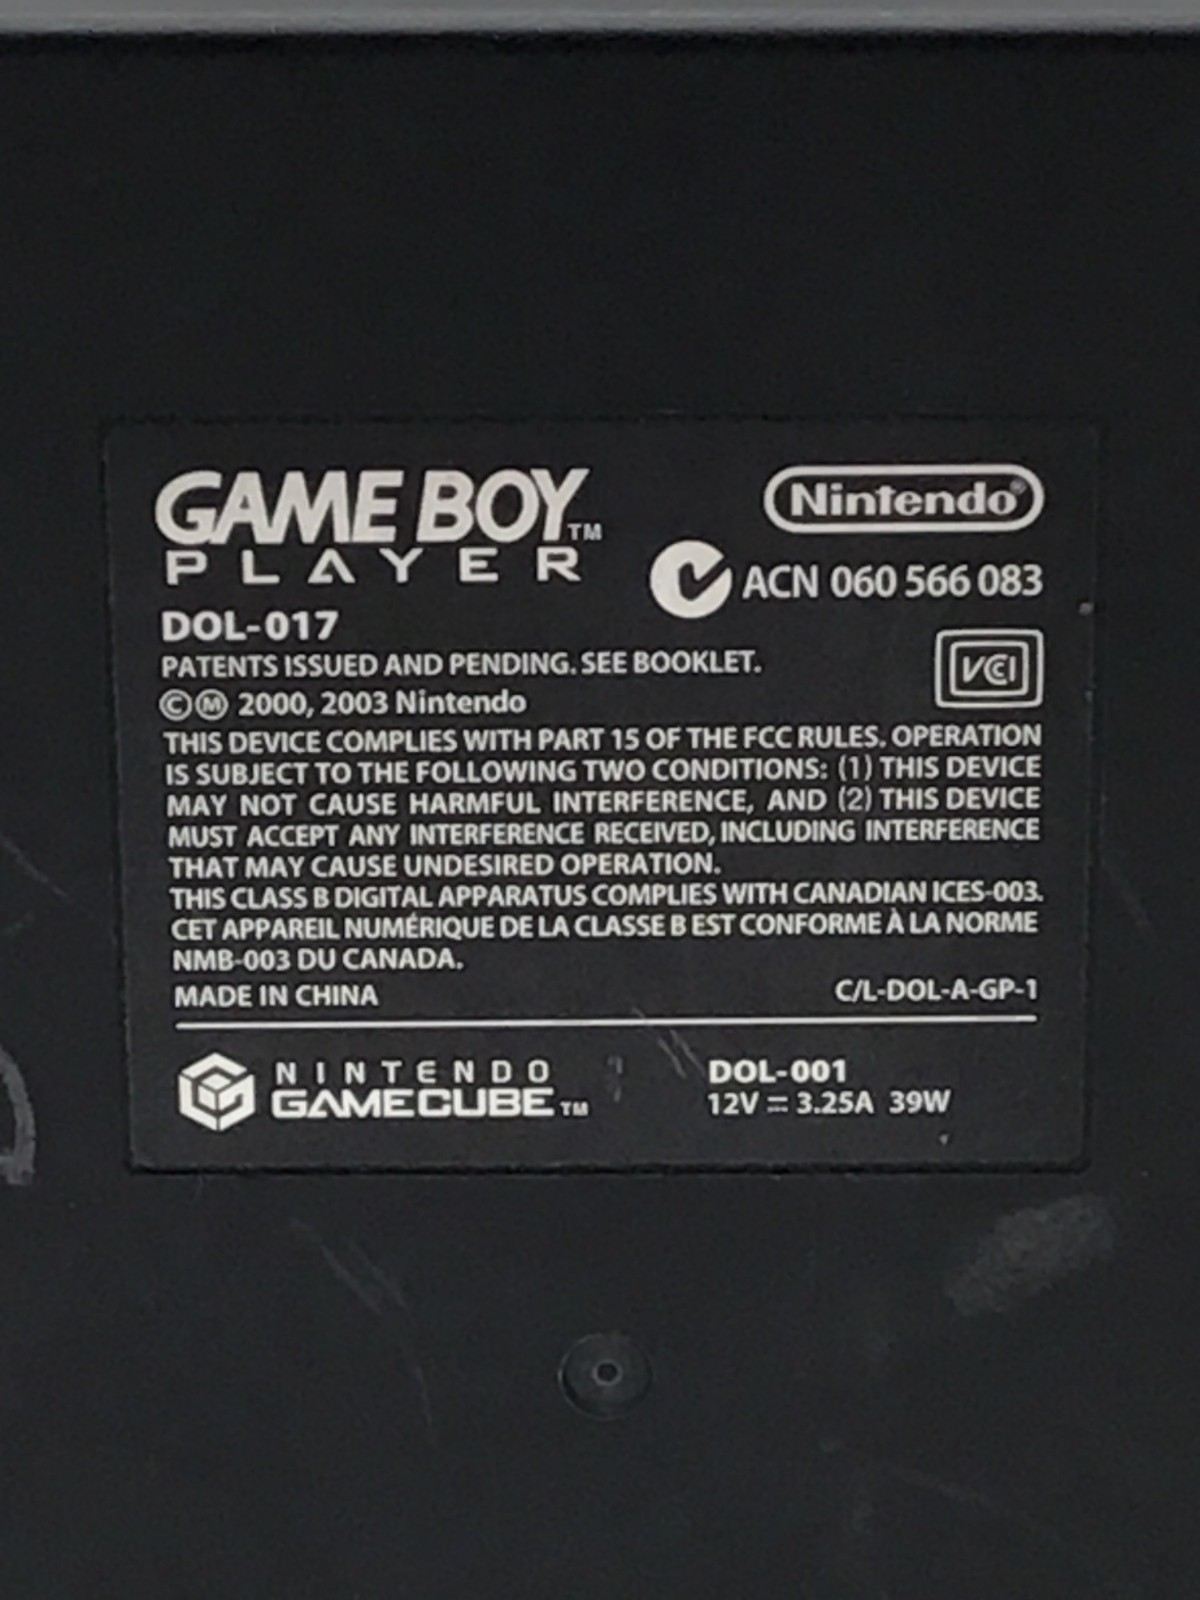 GAME BOY™
PLAYER
Nintendo®
ACN 060 566 083
DOL-017
VCI
PATENTS ISSUED AND PENDING. SEE BOOKLET.
©Ⓜ 2000, 2003 Nintendo
THIS DEVICE COMPLIES WITH PART 15 OF THE FCC RULES. OPERATION
IS SUBJECT TO THE FOLLOWING TWO CONDITIONS: (1) THIS DEVICE
MAY NOT CAUSE HARMFUL INTERFERENCE, AND (2) THIS DEVICE
MUST ACCEPT ANY INTERFERENCE RECEIVED, INCLUDING INTERFERENCE
THAT MAY CAUSE UNDESIRED OPERATION.
THIS CLASS B DIGITAL APPARATUS COMPLIES WITH CANADIAN ICES-003.
CET APPAREIL NUMÉRIQUE DE LA CLASSE B EST CONFORME À LA NORME
NMB-003 DU CANADA.
MADE IN CHINA
C/L-DOL-A-GP-1
NINTENDO
GAMECUBE™
DOL-001
12V ⎓ 3.25A 39W